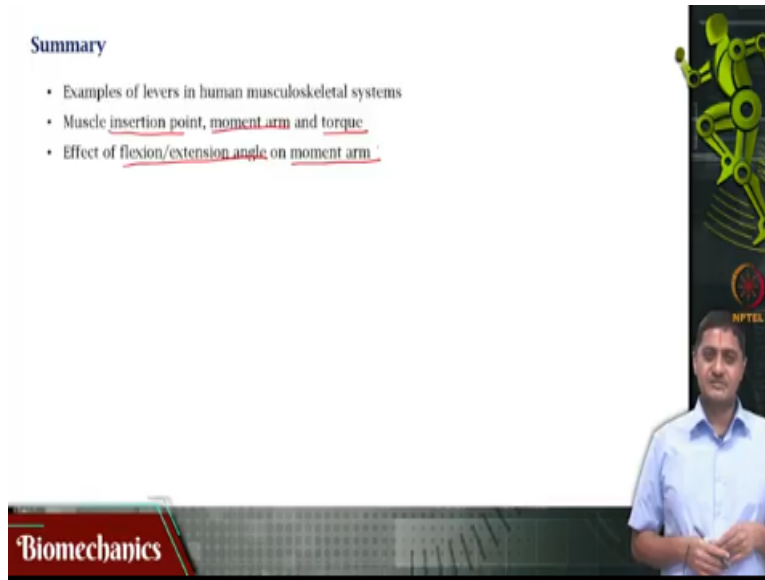 Summary
• Examples of levers in human musculoskeletal systems
• Muscle insertion point, moment arm and torque
• Effect of flexion/extension angle on moment arm
NPTEL
Biomechanics